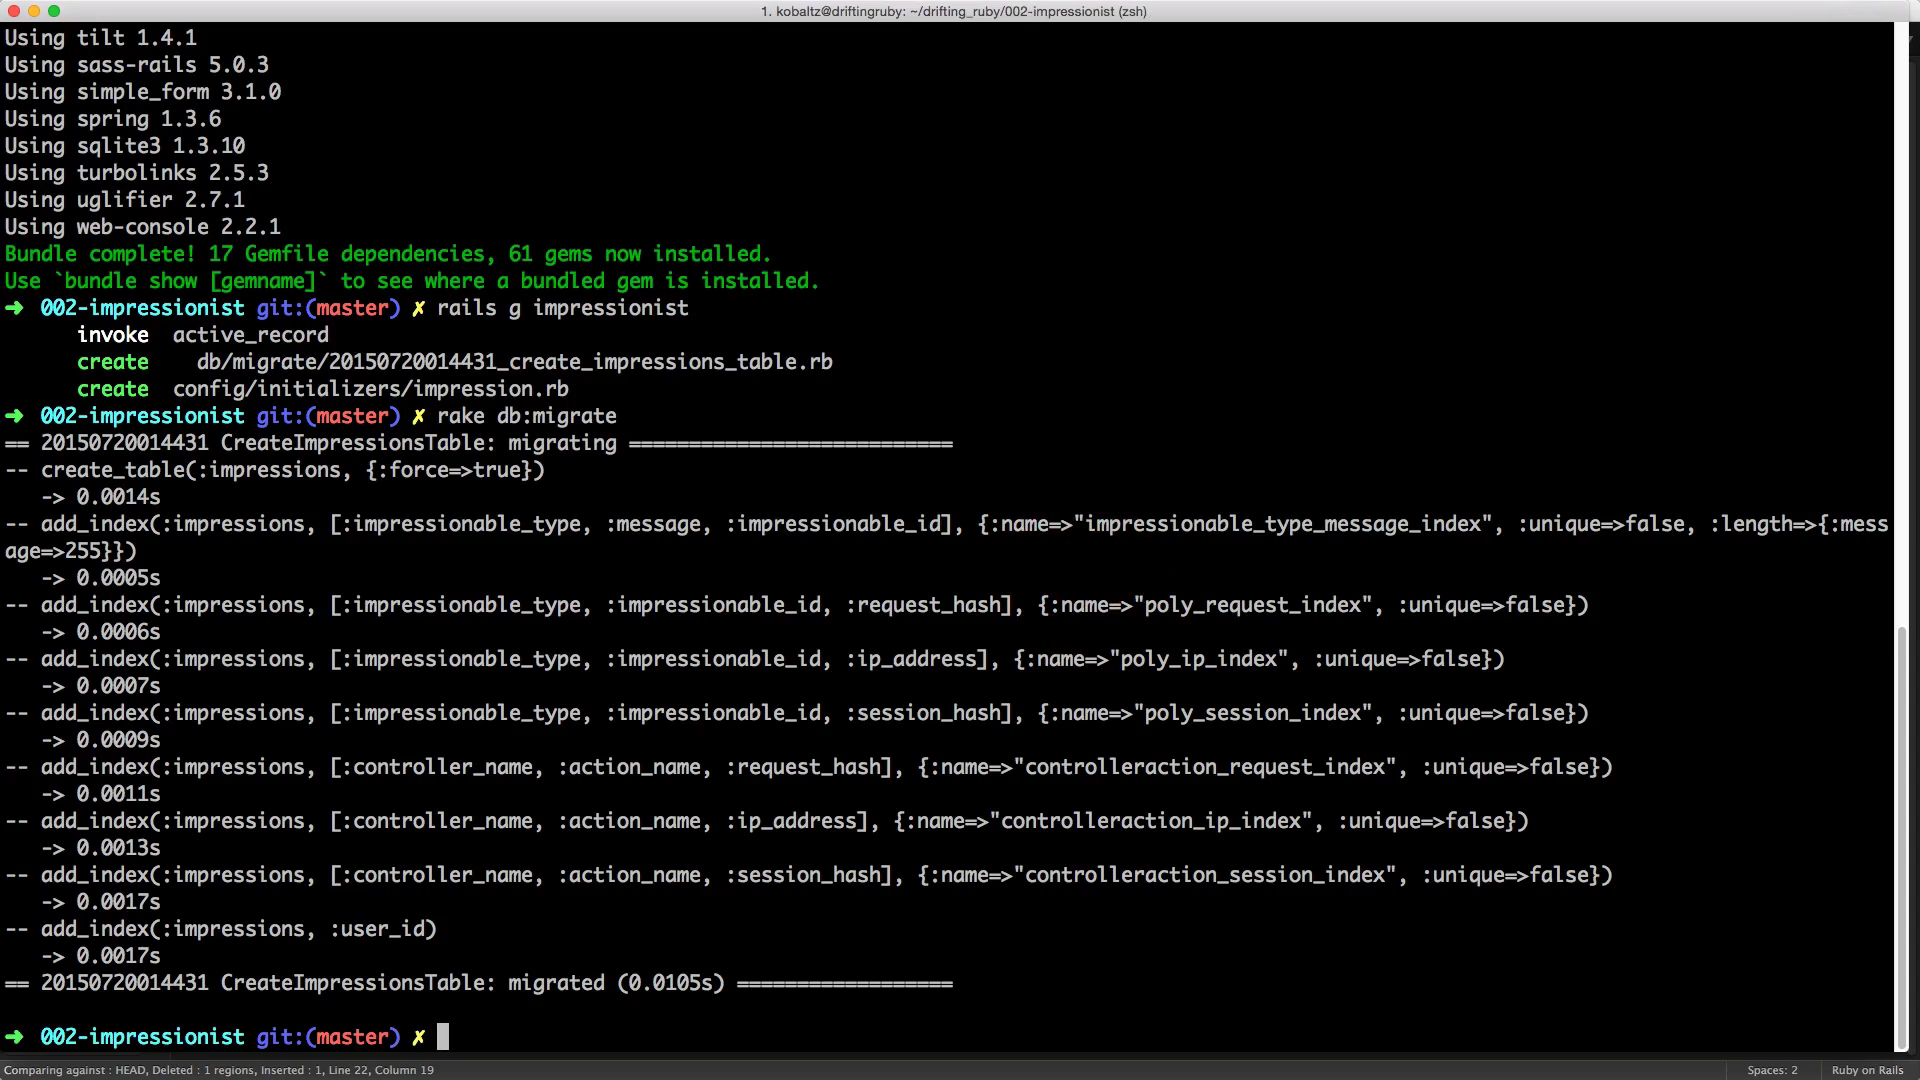 1. kobaltz@driftingruby: ~/drifting_ruby/002-impressionist (zsh)
Using tilt 1.4.1
Using sass-rails 5.0.3
Using simple_form 3.1.0
Using spring 1.3.6
Using sqlite3 1.3.10
Using turbolinks 2.5.3
Using uglifier 2.7.1
Using web-console 2.2.1
Bundle complete! 17 Gemfile dependencies, 61 gems now installed.
Use `bundle show [gemname]` to see where a bundled gem is installed.
➜  002-impressionist git:(master) ✗ rails g impressionist
      invoke  active_record
      create    db/migrate/20150720014431_create_impressions_table.rb
      create  config/initializers/impression.rb
➜  002-impressionist git:(master) ✗ rake db:migrate
== 20150720014431 CreateImpressionsTable: migrating ===========================
-- create_table(:impressions, {:force=>true})
   -> 0.0014s
-- add_index(:impressions, [:impressionable_type, :message, :impressionable_id], {:name=>"impressionable_type_message_index", :unique=>false, :length=>{:mess
age=>255}})
   -> 0.0005s
-- add_index(:impressions, [:impressionable_type, :impressionable_id, :request_hash], {:name=>"poly_request_index", :unique=>false})
   -> 0.0006s
-- add_index(:impressions, [:impressionable_type, :impressionable_id, :ip_address], {:name=>"poly_ip_index", :unique=>false})
   -> 0.0007s
-- add_index(:impressions, [:impressionable_type, :impressionable_id, :session_hash], {:name=>"poly_session_index", :unique=>false})
   -> 0.0009s
-- add_index(:impressions, [:controller_name, :action_name, :request_hash], {:name=>"controlleraction_request_index", :unique=>false})
   -> 0.0011s
-- add_index(:impressions, [:controller_name, :action_name, :ip_address], {:name=>"controlleraction_ip_index", :unique=>false})
   -> 0.0013s
-- add_index(:impressions, [:controller_name, :action_name, :session_hash], {:name=>"controlleraction_session_index", :unique=>false})
   -> 0.0017s
-- add_index(:impressions, :user_id)
   -> 0.0017s
== 20150720014431 CreateImpressionsTable: migrated (0.0105s) ==================
➜  002-impressionist git:(master) ✗
Comparing against : HEAD, Deleted : 1 regions, Inserted : 1, Line 22, Column 19
Spaces: 2
Ruby on Rails